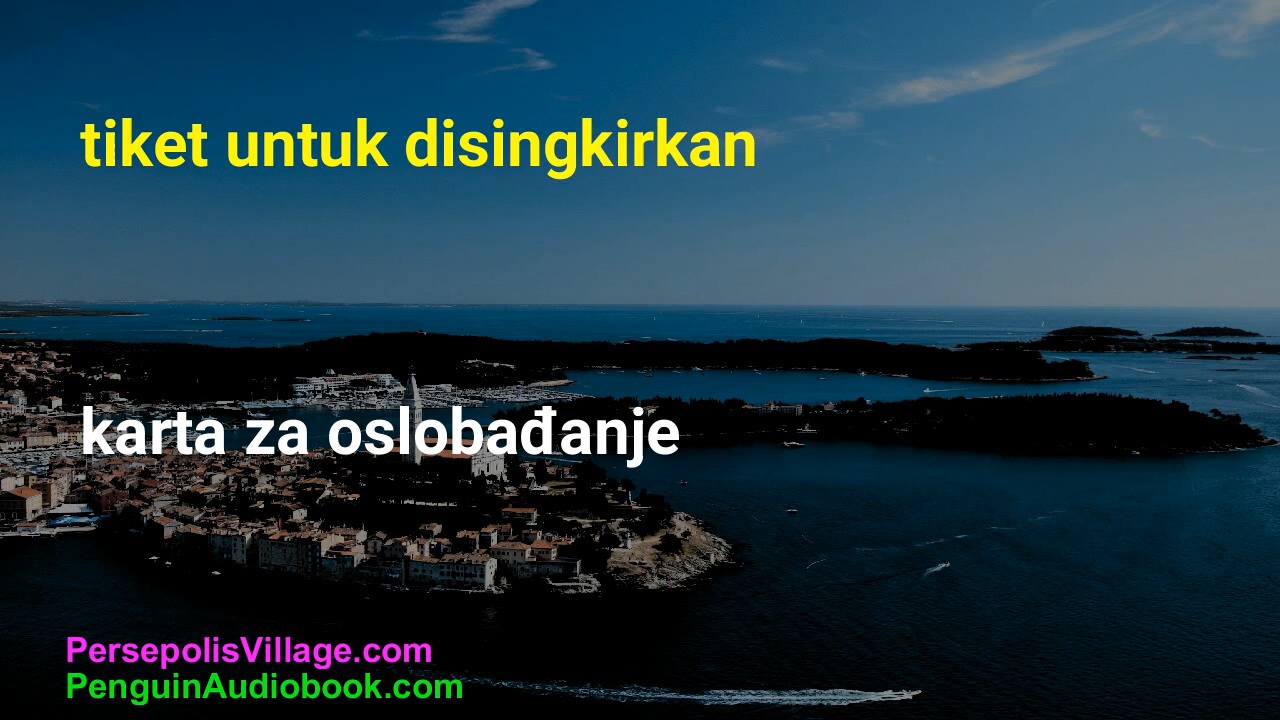 tiket untuk disingkirkan
karta za oslobađanje
PersepolisVillage.com
PenguinAudiobook.com